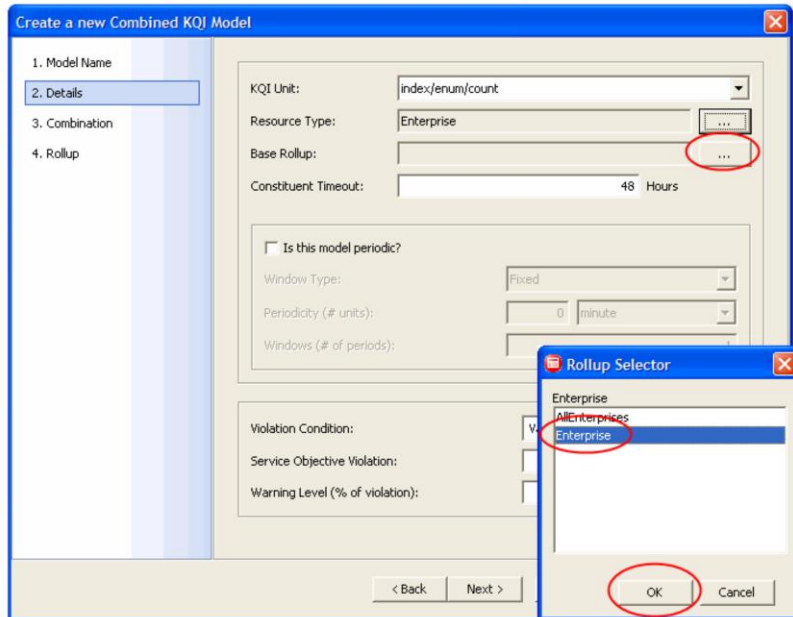 Create a new Combined KQI Model
1. Model Name
2. Details
3. Combination
4. Rollup
KQI Unit: index/enum/count
Resource Type: Enterprise ...
Base Rollup: ...
Constituent Timeout: 48 Hours
Is this model periodic?
Window Type: Fixed
Periodicity (# units): 0 minute
Windows (# of periods):
Violation Condition:
Service Objective Violation:
Warning Level (% of violation):
< Back Next >
Rollup Selector
Enterprise
AllEnterprises
Enterprise
OK Cancel